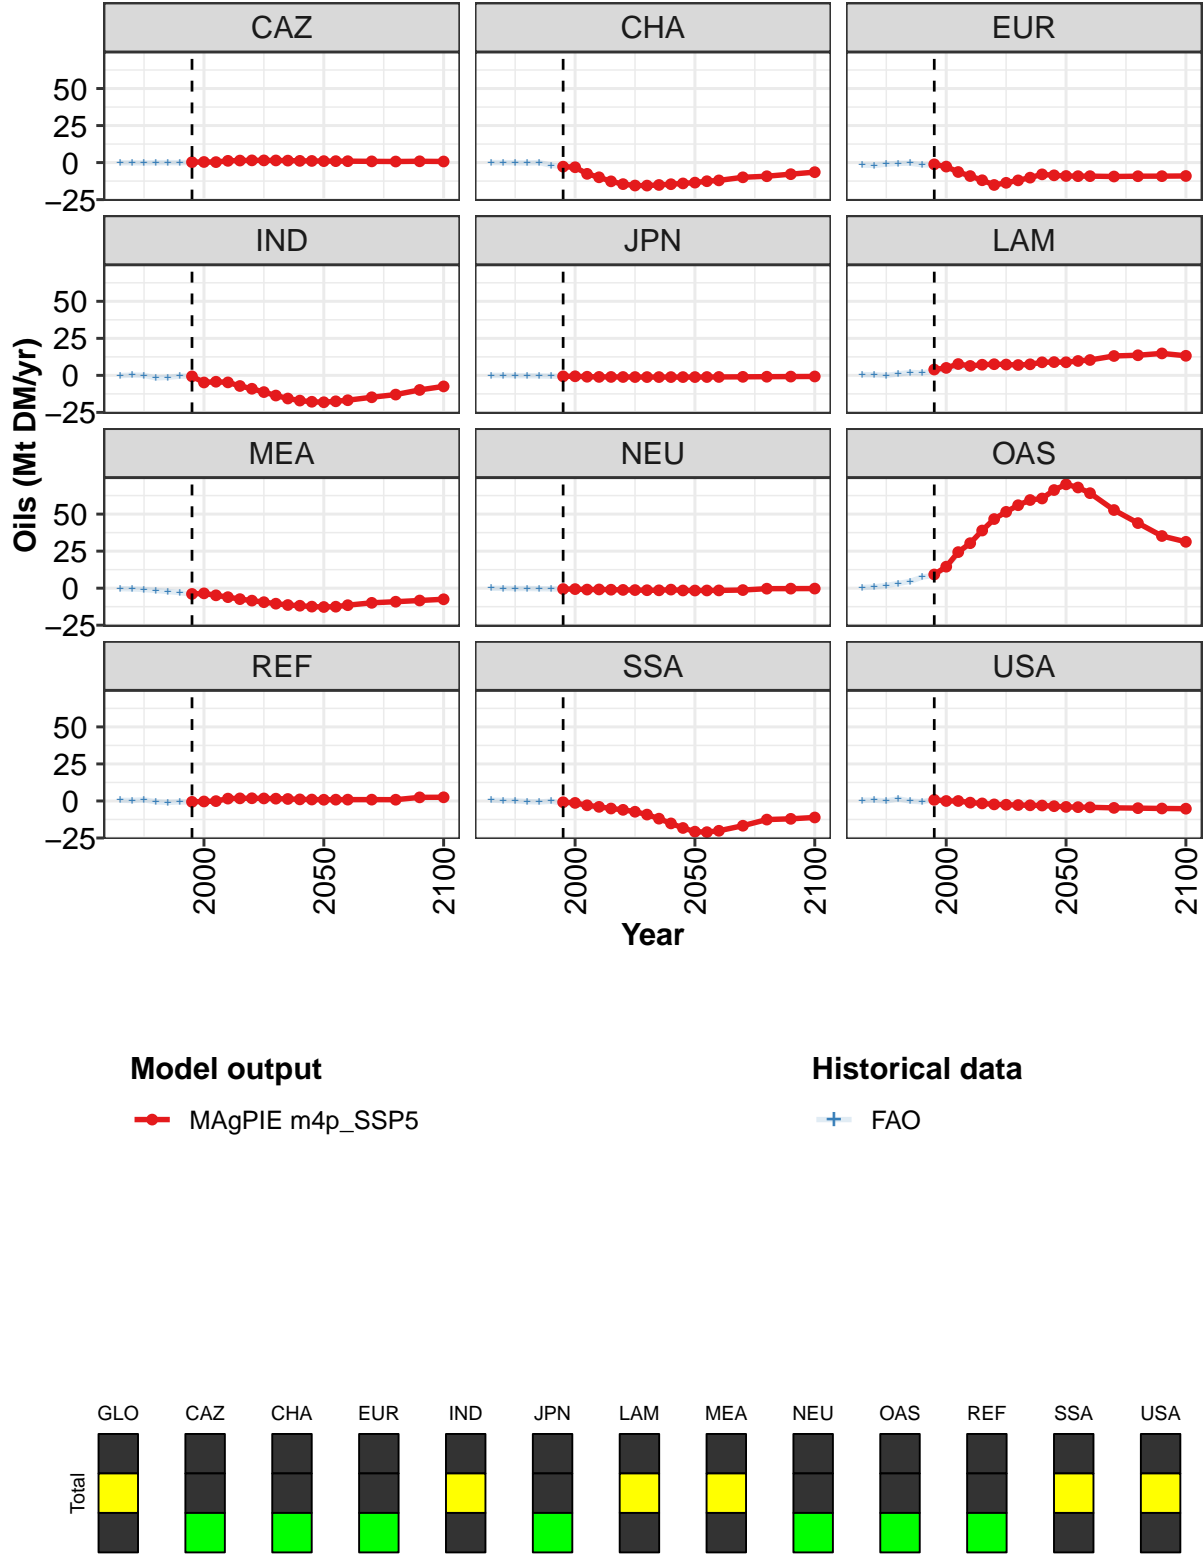 CAZ CHA EUR
50
25
0
−25
IND JPN LAM
50
25
0
−25
MEA NEU OAS
50
25
0
−25
REF SSA USA
50
25
0
−25
Oils (Mt DM/yr)
2000 2050 2100 2000 2050 2100 2000 2050 2100
Year
Model output Historical data
MAgPIE m4p_SSP5 FAO
GLO CAZ CHA EUR IND JPN LAM MEA NEU OAS REF SSA USA
Total